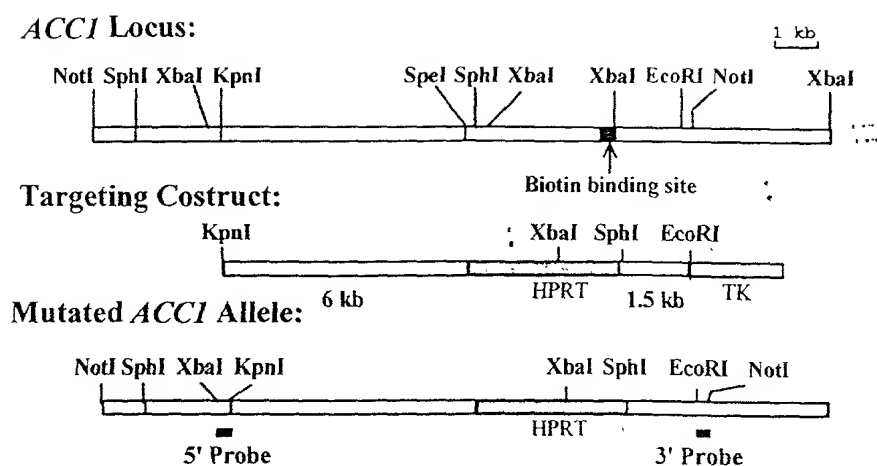 ACC1 Locus:
1 kb
NotI SphI XbaI KpnI SpeI SphI XbaI XbaI EcoRI NotI XbaI
Biotin binding site
Targeting Costruct:
KpnI XbaI SphI EcoRI
6 kb HPRT 1.5 kb TK
Mutated ACC1 Allele:
NotI SphI XbaI KpnI XbaI SphI EcoRI NotI
HPRT
5' Probe 3' Probe